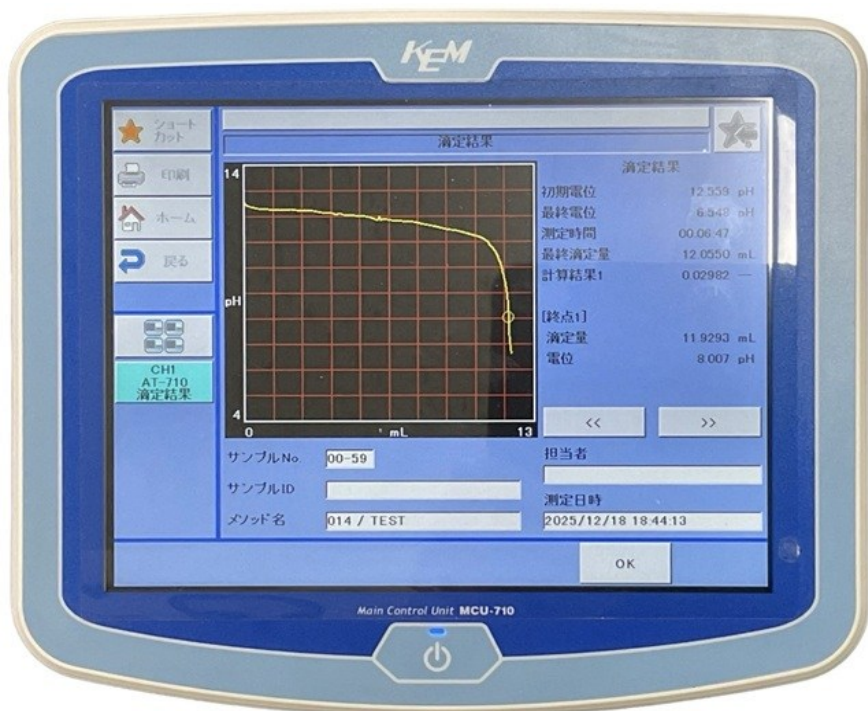 KEM
ショートカット
滴定結果
14
滴定結果
印刷
初期電位 12.559 pH
ホーム
最終電位 6.549 pH
測定時間 00:06:47
戻る
最終滴定量 12.0550 mL
計算結果1 0.02982 ―
pH
[終点1]
滴定量 11.9293 mL
電位 8.007 pH
CH1
AT-710
滴定結果
4
<< >>
0 mL 13
サンプルNo. 00-59
担当者
サンプルID
測定日時
メソッド名 014 / TEST
2025/12/18 18:44:13
OK
Main Control Unit MCU-710